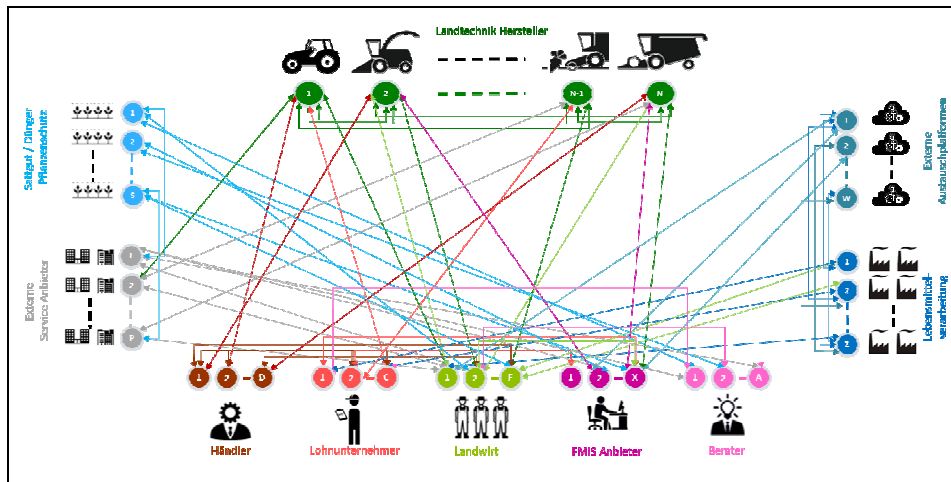 Landtechnik Hersteller
1 2 N-1 N
Saatgut / Dünger
Pflanzenschutz
1
2
S
Externe
Service Anbieter
1
2
P
Externe
Austauschplatformen
1
2
W
Lebensmittel-
verarbeitung
1
2
Z
1 2 D
1 2 C
1 2 F
1 2 X
1 2 A
Händler
Lohnunternehmer
Landwirt
FMIS Anbieter
Berater